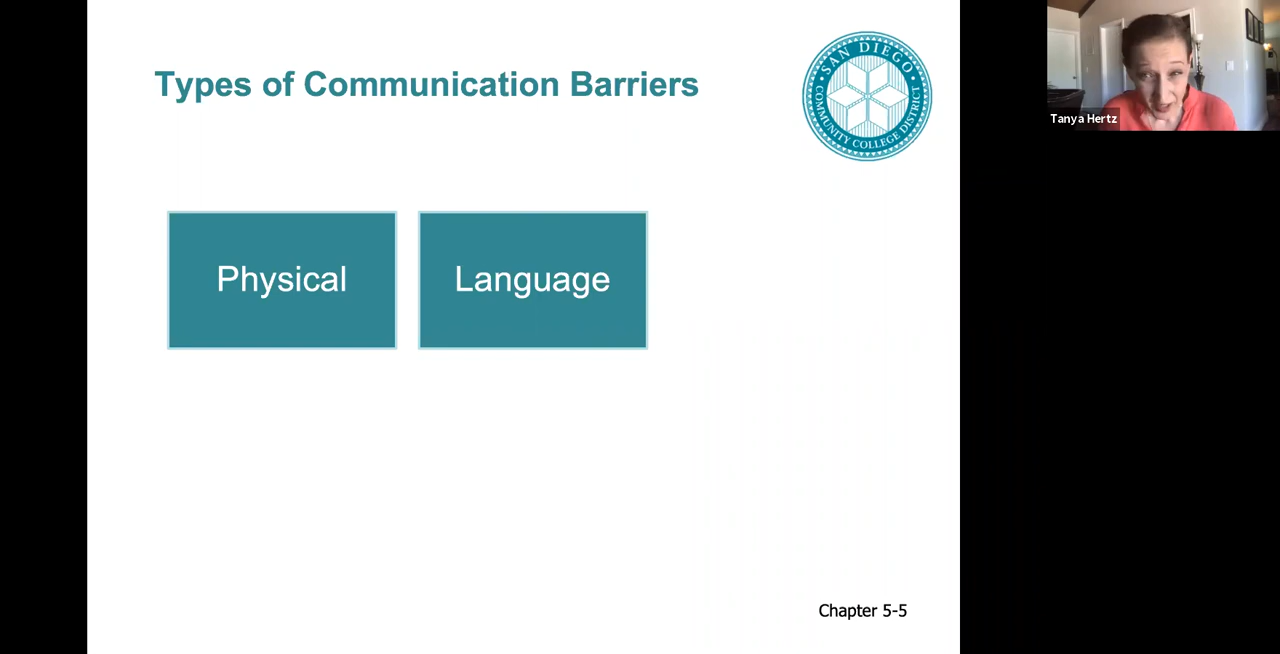 Types of Communication Barriers
SAN DIEGO
COMMUNITY COLLEGE DISTRICT
Tanya Hertz
Physical
Language
Chapter 5-5